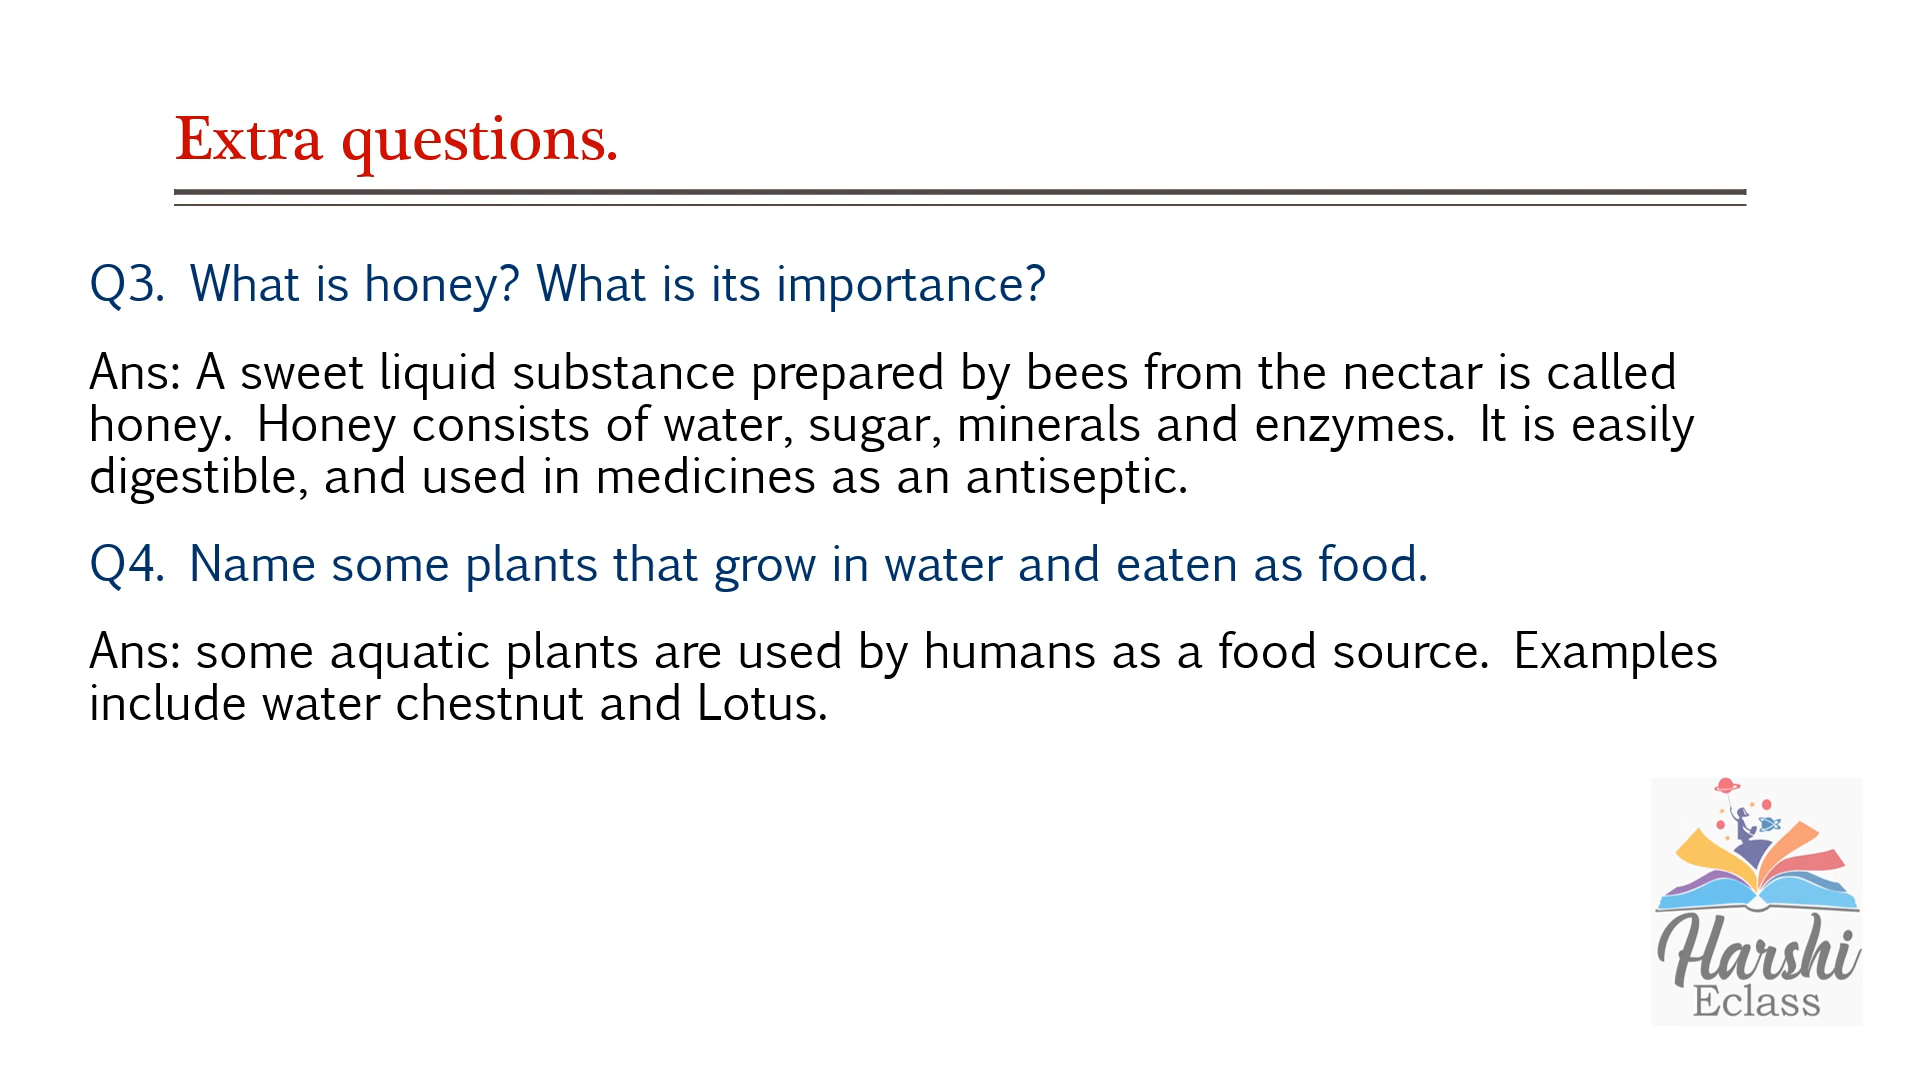 Extra questions.
Q3. What is honey? What is its importance?
Ans: A sweet liquid substance prepared by bees from the nectar is called
honey. Honey consists of water, sugar, minerals and enzymes. It is easily
digestible, and used in medicines as an antiseptic.
Q4. Name some plants that grow in water and eaten as food.
Ans: some aquatic plants are used by humans as a food source. Examples
include water chestnut and Lotus.
Harshi
Eclass